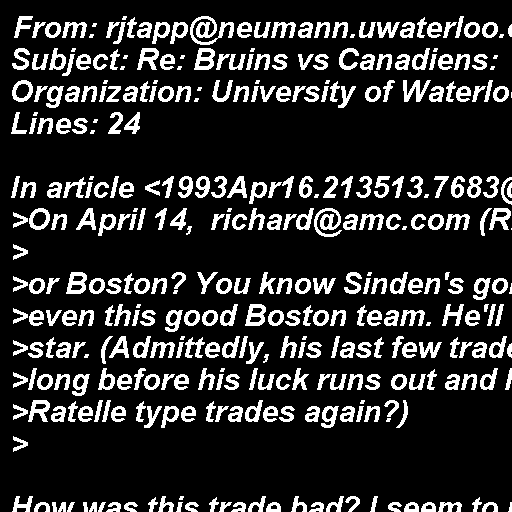 From: rjtapp@neumann.uwaterloo.
Subject: Re: Bruins vs Canadiens:
Organization: University of Waterlo
Lines: 24
In article <1993Apr16.213513.7683@
>On April 14,  richard@amc.com (R
>
>or Boston? You know Sinden's go
>even this good Boston team. He'll
>star. (Admittedly, his last few trad
>long before his luck runs out and
>Ratelle type trades again?)
>
How was this trade bad? I seem to